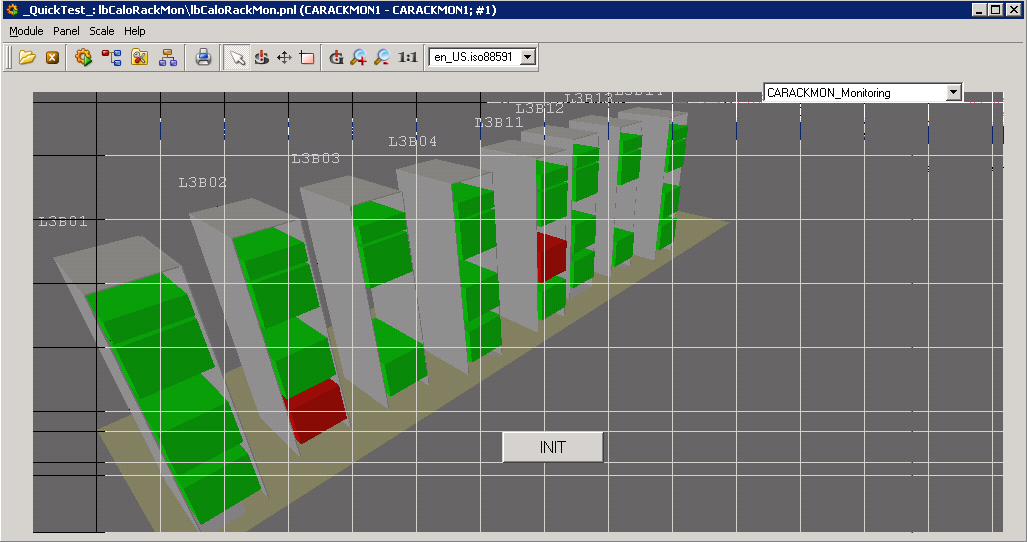 _QuickTest_: lbCaloRackMon\lbCaloRackMon.pnl (CARACKMON1 - CARACKMON1; #1)
Module Panel Scale Help
1:1 en_US.iso88591
CARACKMON_Monitoring
L3B13
L3B12
L3B11
L3B04
L3B03
L3B02
L3B01
INIT